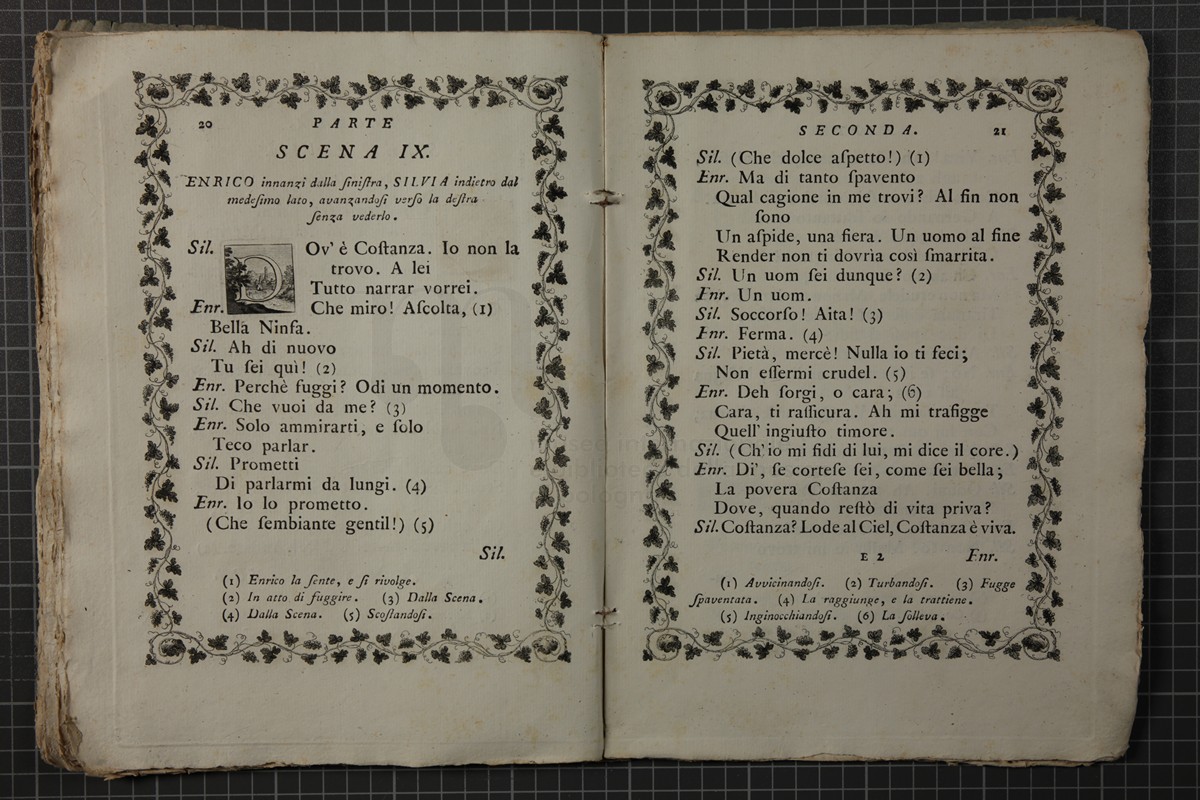 20
PARTE
SCENA IX.
ENRICO innanzi dalla ſiniſtra, SILVIA indietro dal
medeſimo lato, avanzandoſi verſo la deſtra
ſenza vederlo.
Sil. DOv' è Coſtanza. Io non la
trovo. A lei
Tutto narrar vorrei.
Enr. Che miro! Aſcolta, (1)
Bella Ninfa.
Sil. Ah di nuovo
Tu ſei quì! (2)
Enr. Perchè fuggi? Odi un momento.
Sil. Che vuoi da me? (3)
Enr. Solo ammirarti, e ſolo
Teco parlar.
Sil. Prometti
Di parlarmi da lungi. (4)
Enr. Io lo prometto.
(Che ſembiante gentil!) (5)
Sil.
(1) Enrico la ſente, e ſi rivolge.
(2) In atto di fuggire. (3) Dalla Scena.
(4) Dalla Scena. (5) Scoſtandoſi.
SECONDA. 21
Sil. (Che dolce aſpetto!) (1)
Enr. Ma di tanto ſpavento
Qual cagione in me trovi? Al fin non
ſono
Un aſpide, una fiera. Un uomo al fine
Render non ti dovrìa così ſmarrita.
Sil. Un uom ſei dunque? (2)
Enr. Un uom.
Sil. Soccorſo! Aita! (3)
Enr. Ferma. (4)
Sil. Pietà, mercè! Nulla io ti feci;
Non eſſermi crudel. (5)
Enr. Deh ſorgi, o cara; (6)
Cara, ti raſſicura. Ah mi trafigge
Quell' ingiuſto timore.
Sil. (Ch' io mi fidi di lui, mi dice il core.)
Enr. Di', ſe corteſe ſei, come ſei bella;
La povera Coſtanza
Dove, quando reſtò di vita priva?
Sil. Coſtanza? Lode al Ciel, Coſtanza è viva.
E 2 Enr.
(1) Avvicinandoſi. (2) Turbandoſi. (3) Fugge
ſpaventata. (4) La raggiunge, e la trattiene.
(5) Inginocchiandoſi. (6) La ſolleva.